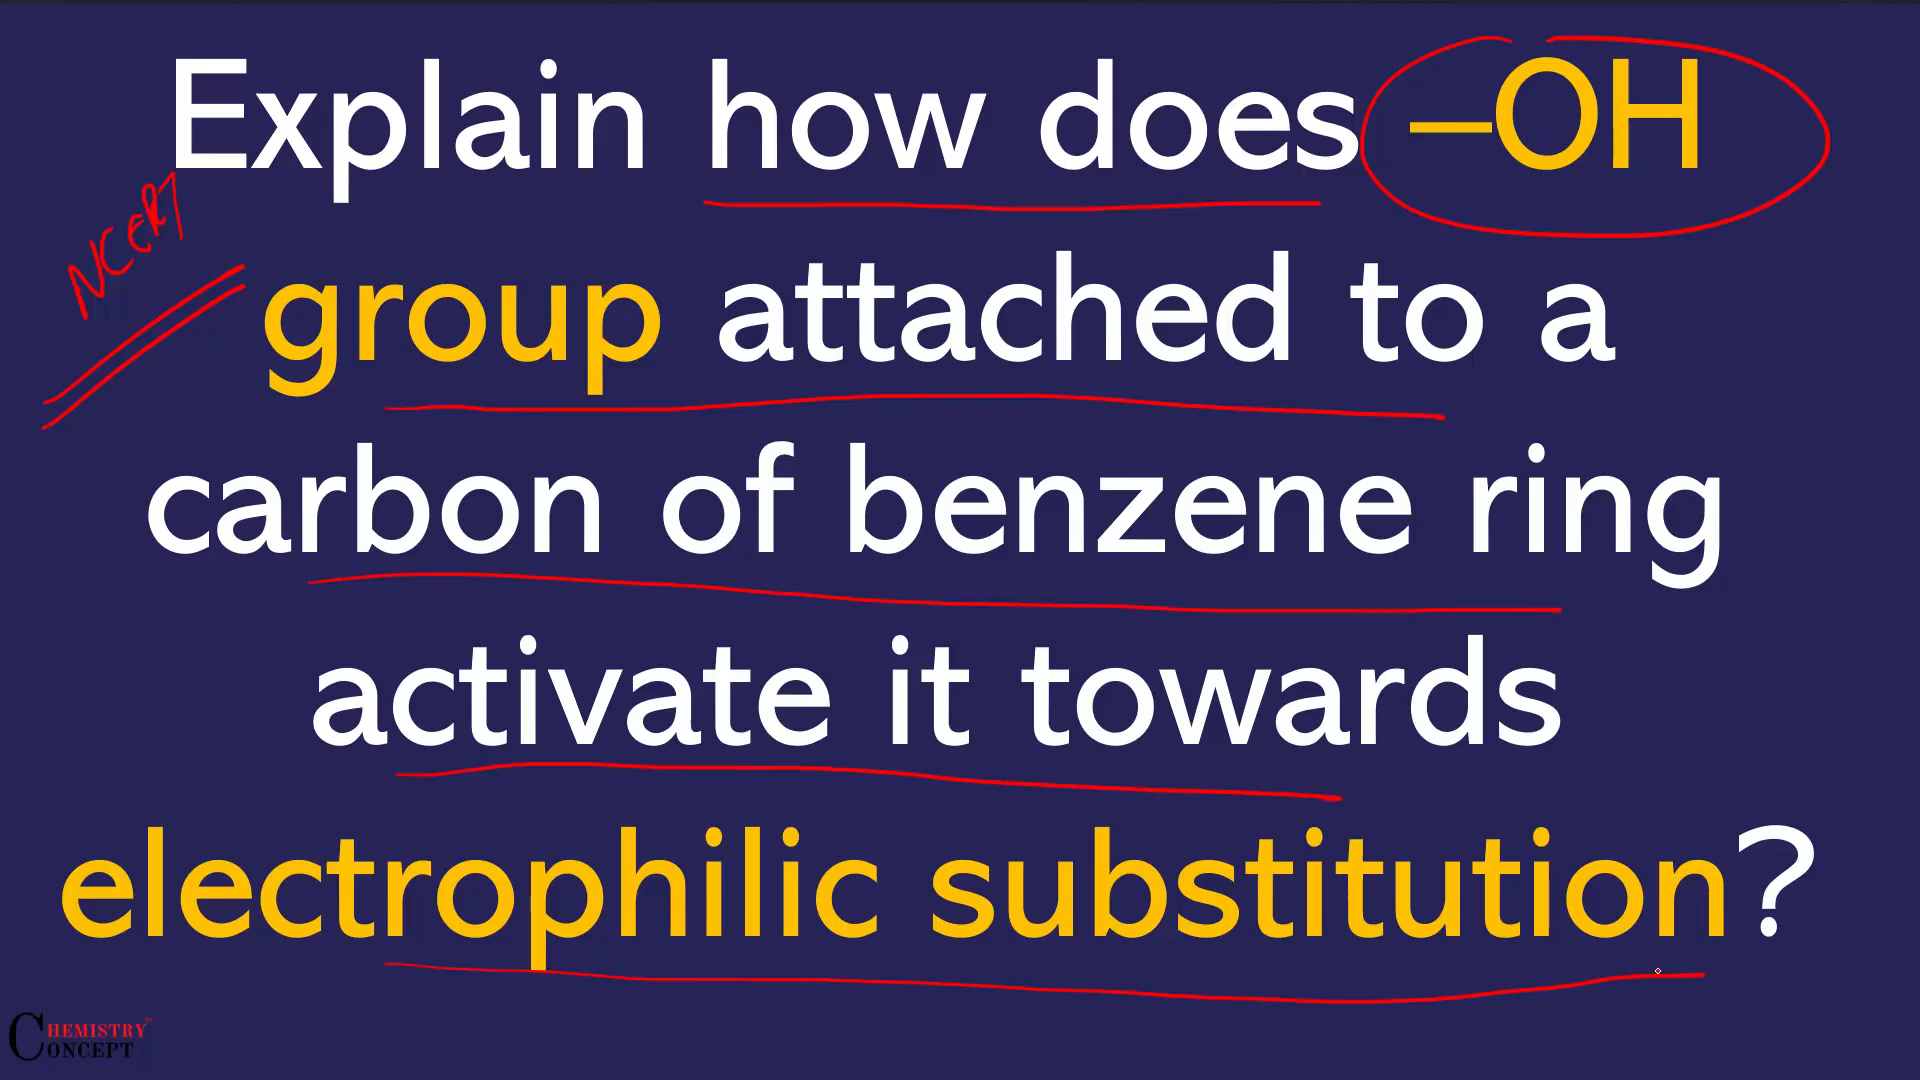 Explain how does –OH
NCERT
group attached to a
carbon of benzene ring
activate it towards
electrophilic substitution?
CHEMISTRY
CONCEPT